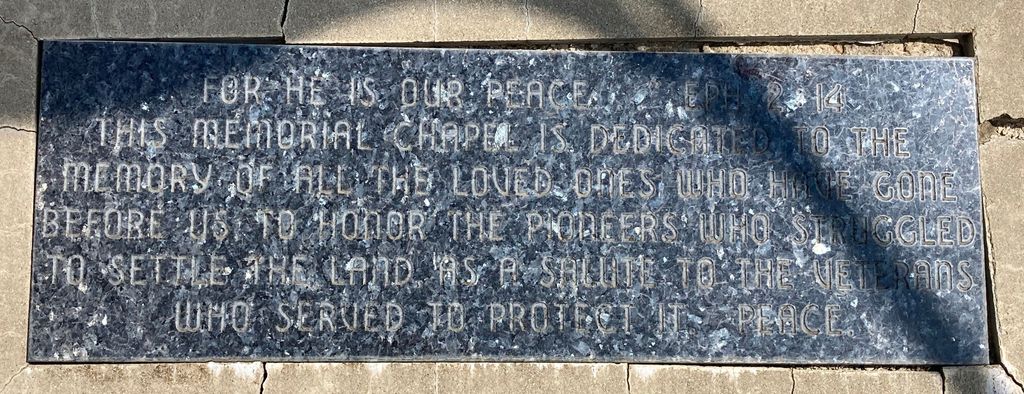 FOR HE IS OUR PEACE . . . EPH. 2:14
THIS MEMORIAL CHAPEL IS DEDICATED TO THE
MEMORY OF ALL THE LOVED ONES WHO HAVE GONE
BEFORE US TO HONOR THE PIONEERS WHO STRUGGLED
TO SETTLE THE LAND, AS A SALUTE TO THE VETERANS
WHO SERVED TO PROTECT IT. PEACE.